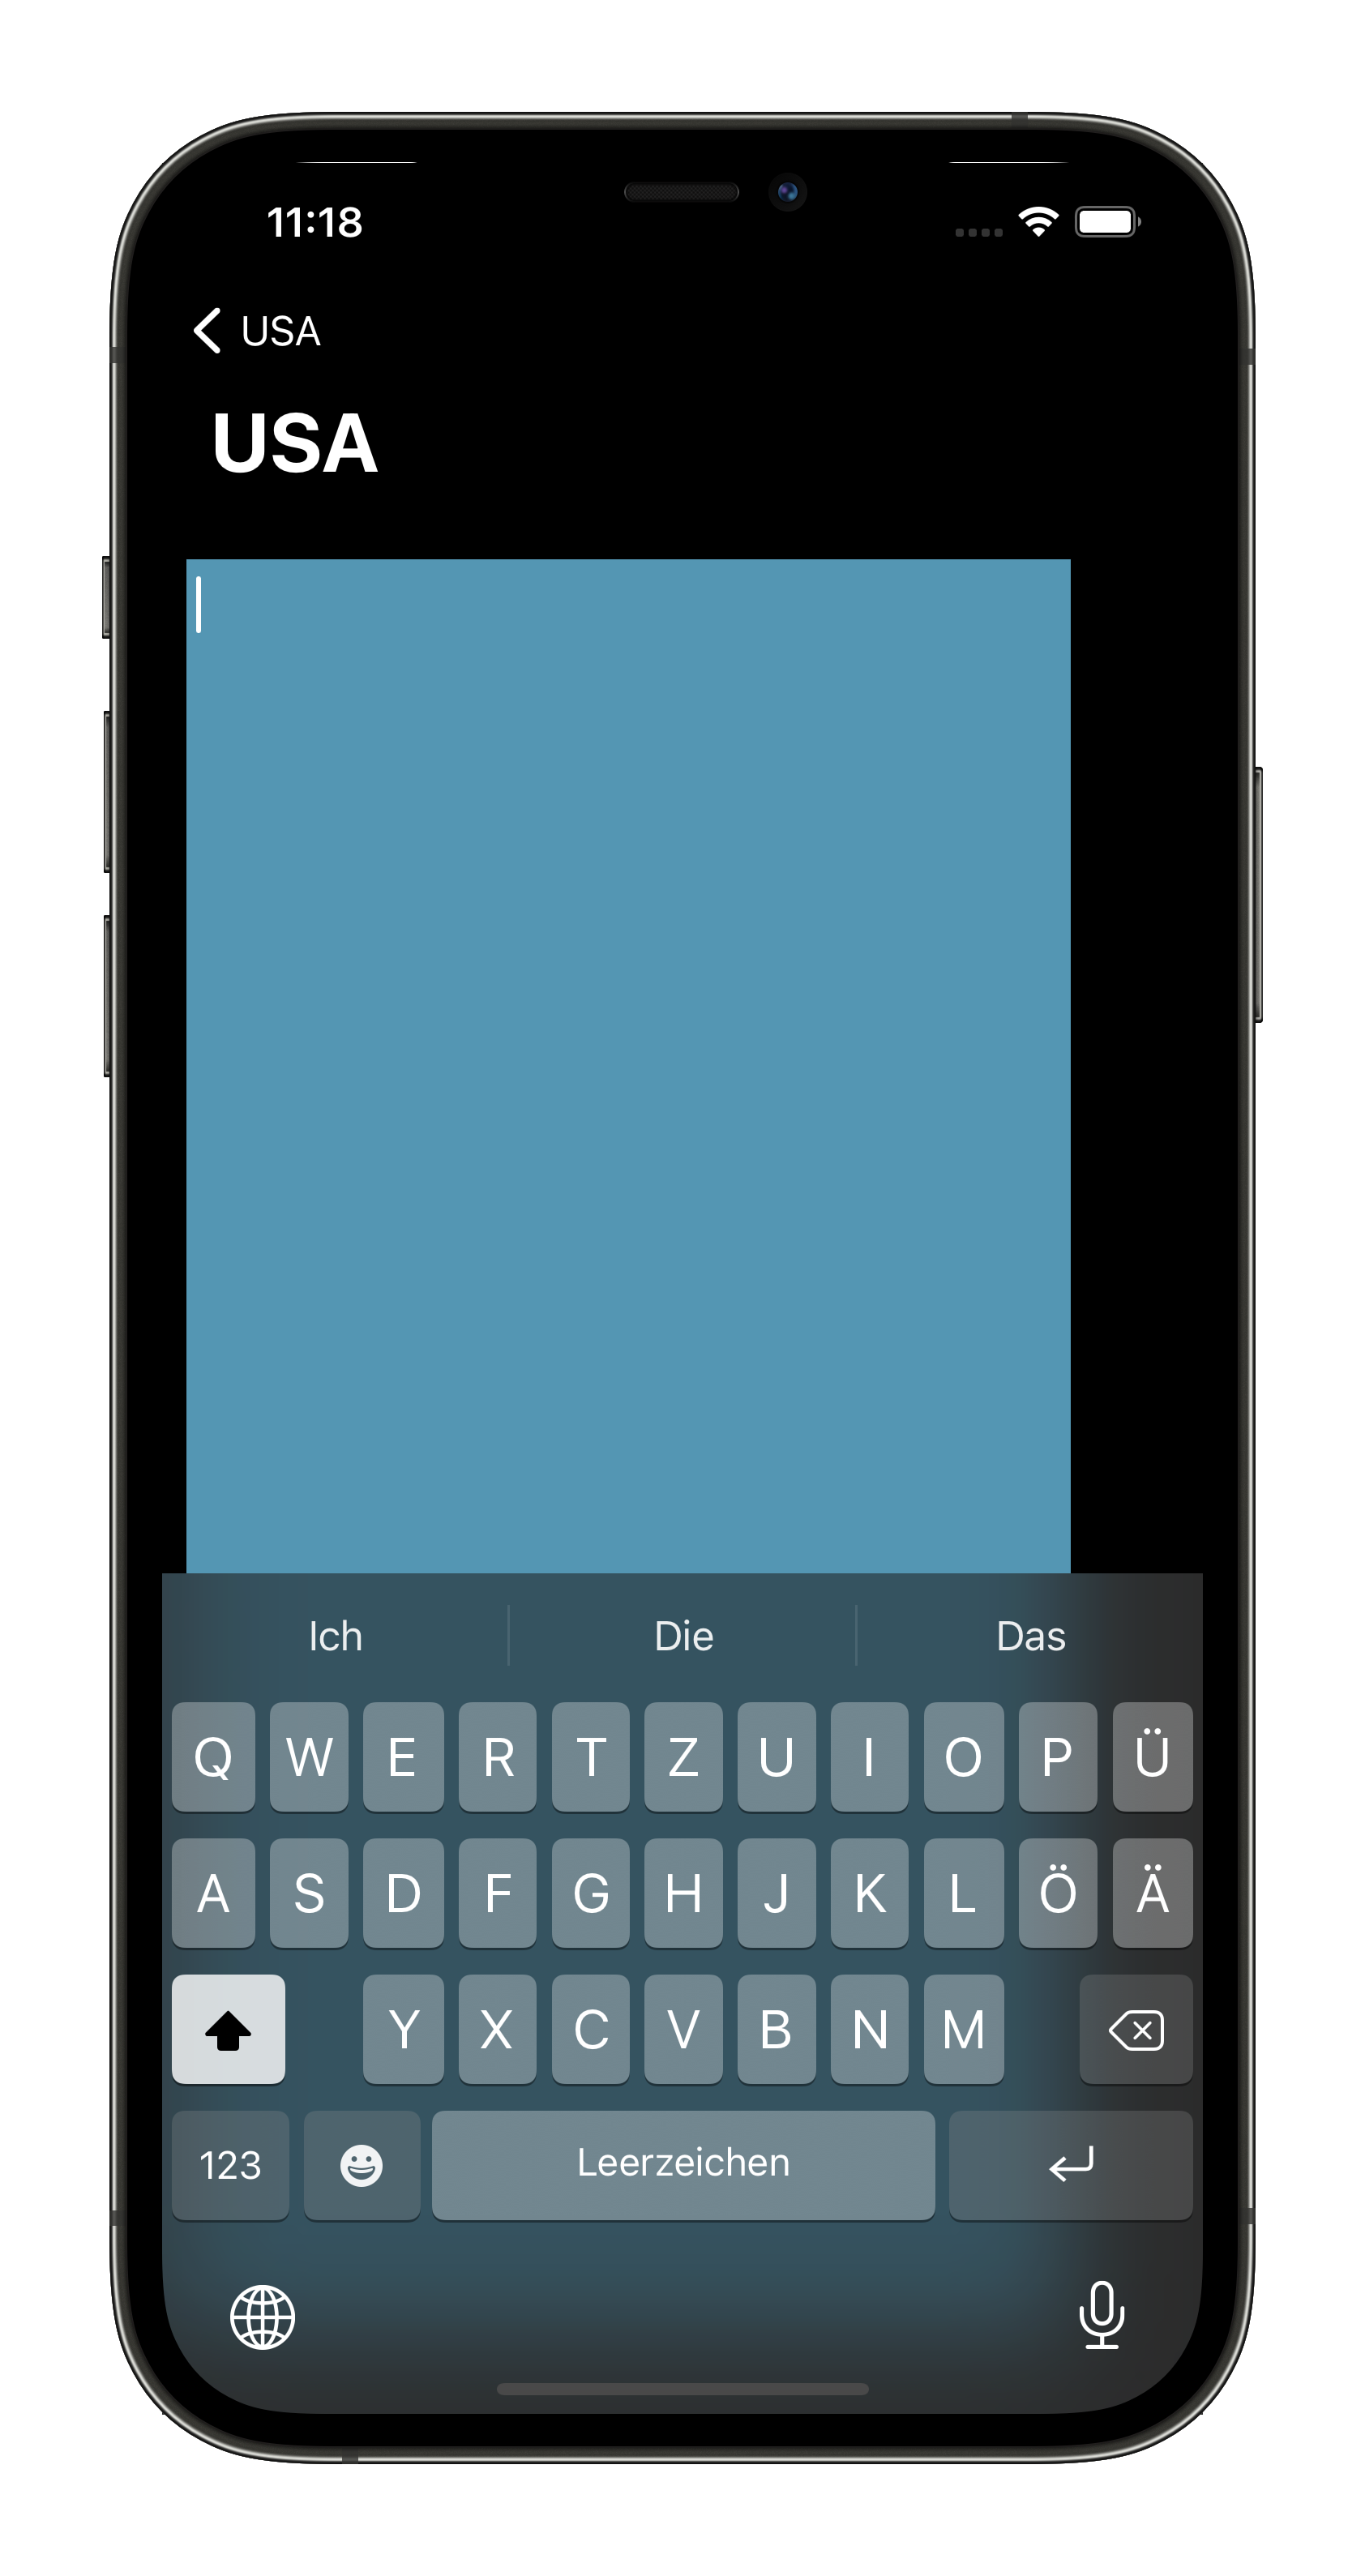 11:18
USA
USA
Ich Die Das
Q W E R T Z U I O P Ü
A S D F G H J K L Ö Ä
Y X C V B N M
123 Leerzeichen